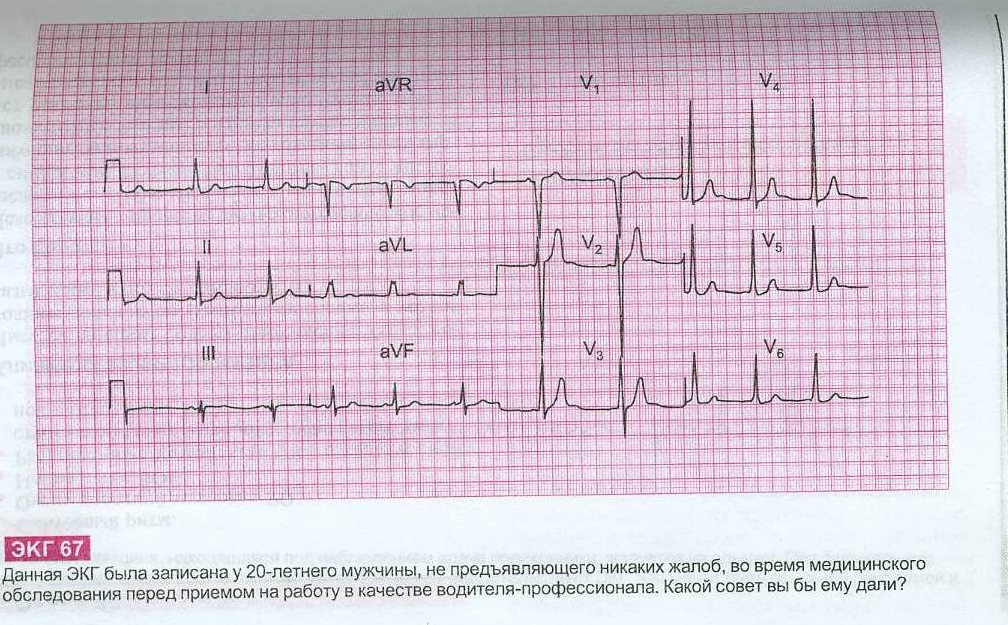 I aVR V₁ V₄
II aVL V₂ V₅
III aVF V₃ V₆
ЭКГ 67
Данная ЭКГ была записана у 20-летнего мужчины, не предъявляющего никаких жалоб, во время медицинского
обследования перед приемом на работу в качестве водителя-профессионала. Какой совет вы бы ему дали?